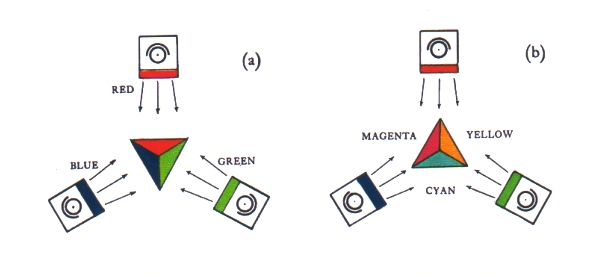 (a)
RED
BLUE
GREEN
(b)
MAGENTA
YELLOW
CYAN